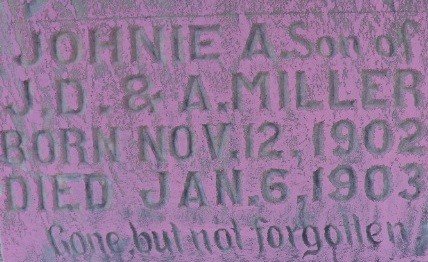 JOHNIE A. Son of
J.D. & A. MILLER
BORN NOV. 12, 1902
DIED JAN. 6, 1903
Gone, but not forgotten